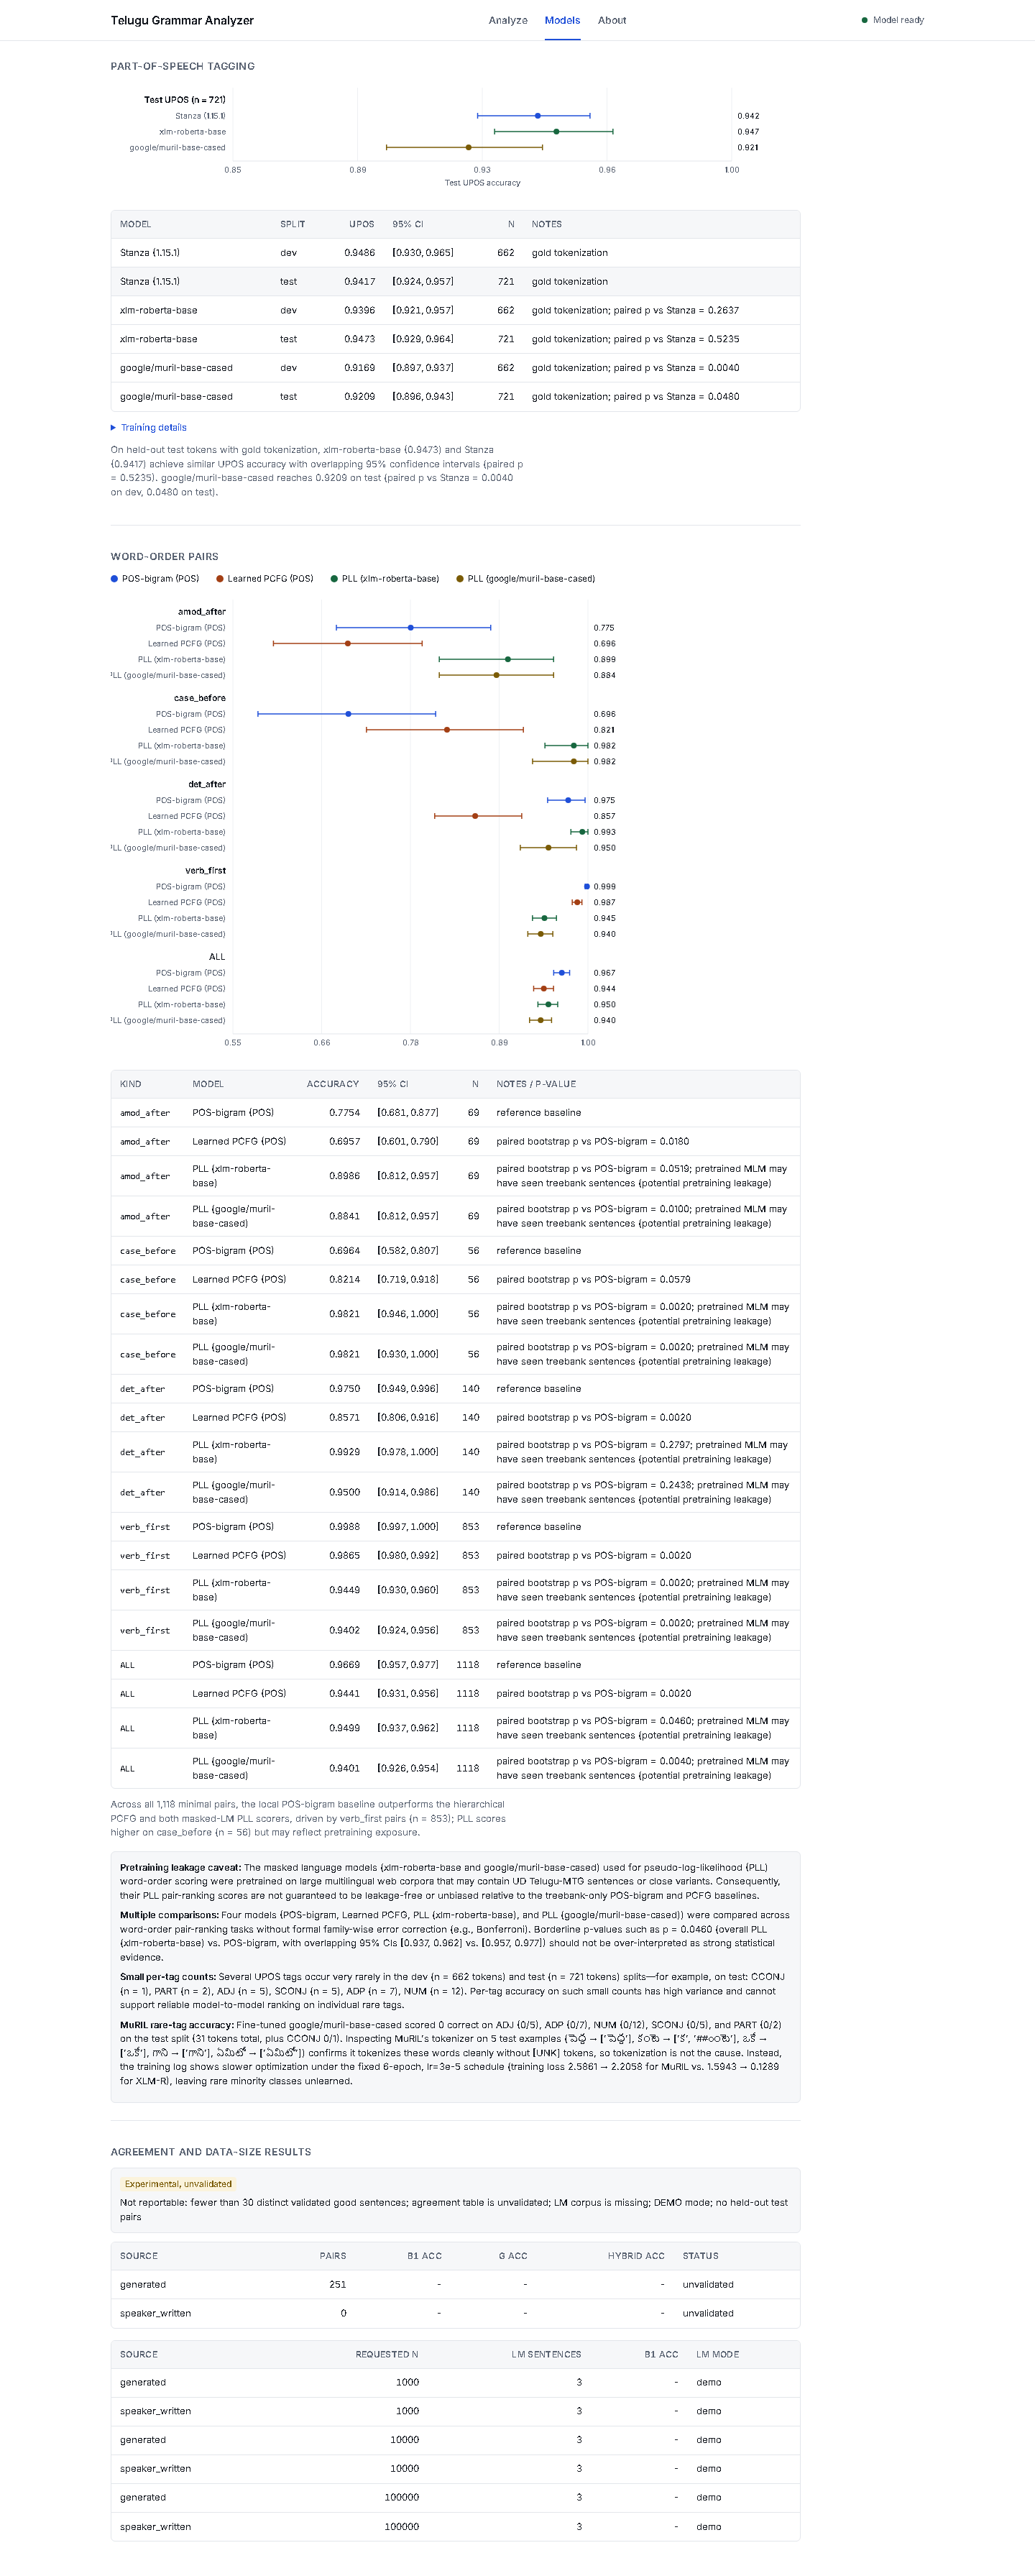 Telugu Grammar Analyzer
Analyze Models About
Model ready
PART-OF-SPEECH TAGGING
Test UPOS (n = 721)
Stanza (1.15.1) 0.942
xlm-roberta-base 0.947
google/muril-base-cased 0.921
0.85 0.89 0.93 0.96 1.00
Test UPOS accuracy
MODEL SPLIT UPOS 95% CI N NOTES
Stanza (1.15.1) dev 0.9486 [0.930, 0.965] 662 gold tokenization
Stanza (1.15.1) test 0.9417 [0.924, 0.957] 721 gold tokenization
xlm-roberta-base dev 0.9396 [0.921, 0.957] 662 gold tokenization; paired p vs Stanza = 0.2637
xlm-roberta-base test 0.9473 [0.929, 0.964] 721 gold tokenization; paired p vs Stanza = 0.5235
google/muril-base-cased dev 0.9169 [0.897, 0.937] 662 gold tokenization; paired p vs Stanza = 0.0040
google/muril-base-cased test 0.9209 [0.896, 0.943] 721 gold tokenization; paired p vs Stanza = 0.0480
Training details
On held-out test tokens with gold tokenization, xlm-roberta-base (0.9473) and Stanza
(0.9417) achieve similar UPOS accuracy with overlapping 95% confidence intervals (paired p
= 0.5235). google/muril-base-cased reaches 0.9209 on test (paired p vs Stanza = 0.0040
on dev, 0.0480 on test).
WORD-ORDER PAIRS
POS-bigram (POS) Learned PCFG (POS) PLL (xlm-roberta-base) PLL (google/muril-base-cased)
amod_after
POS-bigram (POS) 0.775
Learned PCFG (POS) 0.696
PLL (xlm-roberta-base) 0.899
PLL (google/muril-base-cased) 0.884
case_before
POS-bigram (POS) 0.696
Learned PCFG (POS) 0.821
PLL (xlm-roberta-base) 0.982
PLL (google/muril-base-cased) 0.982
det_after
POS-bigram (POS) 0.975
Learned PCFG (POS) 0.857
PLL (xlm-roberta-base) 0.993
PLL (google/muril-base-cased) 0.950
verb_first
POS-bigram (POS) 0.999
Learned PCFG (POS) 0.987
PLL (xlm-roberta-base) 0.945
PLL (google/muril-base-cased) 0.940
ALL
POS-bigram (POS) 0.967
Learned PCFG (POS) 0.944
PLL (xlm-roberta-base) 0.950
PLL (google/muril-base-cased) 0.940
0.55 0.66 0.78 0.89 1.00
KIND MODEL ACCURACY 95% CI N NOTES / P-VALUE
amod_after POS-bigram (POS) 0.7754 [0.681, 0.877] 69 reference baseline
amod_after Learned PCFG (POS) 0.6957 [0.601, 0.790] 69 paired bootstrap p vs POS-bigram = 0.0180
amod_after PLL (xlm-roberta-base) 0.8986 [0.812, 0.957] 69 paired bootstrap p vs POS-bigram = 0.0519; pretrained MLM may
have seen treebank sentences (potential pretraining leakage)
amod_after PLL (google/muril-base-cased) 0.8841 [0.812, 0.957] 69 paired bootstrap p vs POS-bigram = 0.0100; pretrained MLM may
have seen treebank sentences (potential pretraining leakage)
case_before POS-bigram (POS) 0.6964 [0.582, 0.807] 56 reference baseline
case_before Learned PCFG (POS) 0.8214 [0.719, 0.918] 56 paired bootstrap p vs POS-bigram = 0.0579
case_before PLL (xlm-roberta-base) 0.9821 [0.946, 1.000] 56 paired bootstrap p vs POS-bigram = 0.0020; pretrained MLM may
have seen treebank sentences (potential pretraining leakage)
case_before PLL (google/muril-base-cased) 0.9821 [0.930, 1.000] 56 paired bootstrap p vs POS-bigram = 0.0020; pretrained MLM may
have seen treebank sentences (potential pretraining leakage)
det_after POS-bigram (POS) 0.9750 [0.949, 0.996] 140 reference baseline
det_after Learned PCFG (POS) 0.8571 [0.806, 0.916] 140 paired bootstrap p vs POS-bigram = 0.0020
det_after PLL (xlm-roberta-base) 0.9929 [0.978, 1.000] 140 paired bootstrap p vs POS-bigram = 0.2797; pretrained MLM may
have seen treebank sentences (potential pretraining leakage)
det_after PLL (google/muril-base-cased) 0.9500 [0.914, 0.986] 140 paired bootstrap p vs POS-bigram = 0.2438; pretrained MLM may
have seen treebank sentences (potential pretraining leakage)
verb_first POS-bigram (POS) 0.9988 [0.997, 1.000] 853 reference baseline
verb_first Learned PCFG (POS) 0.9865 [0.980, 0.992] 853 paired bootstrap p vs POS-bigram = 0.0020
verb_first PLL (xlm-roberta-base) 0.9449 [0.930, 0.960] 853 paired bootstrap p vs POS-bigram = 0.0020; pretrained MLM may
have seen treebank sentences (potential pretraining leakage)
verb_first PLL (google/muril-base-cased) 0.9402 [0.924, 0.956] 853 paired bootstrap p vs POS-bigram = 0.0020; pretrained MLM may
have seen treebank sentences (potential pretraining leakage)
ALL POS-bigram (POS) 0.9669 [0.957, 0.977] 1118 reference baseline
ALL Learned PCFG (POS) 0.9441 [0.931, 0.956] 1118 paired bootstrap p vs POS-bigram = 0.0020
ALL PLL (xlm-roberta-base) 0.9499 [0.937, 0.962] 1118 paired bootstrap p vs POS-bigram = 0.0460; pretrained MLM may
have seen treebank sentences (potential pretraining leakage)
ALL PLL (google/muril-base-cased) 0.9401 [0.926, 0.954] 1118 paired bootstrap p vs POS-bigram = 0.0040; pretrained MLM may
have seen treebank sentences (potential pretraining leakage)
Across all 1,118 minimal pairs, the local POS-bigram baseline outperforms the hierarchical
PCFG and both masked-LM PLL scorers, driven by verb_first pairs (n = 853); PLL scores
higher on case_before (n = 56) but may reflect pretraining exposure.
Pretraining leakage caveat: The masked language models (xlm-roberta-base and google/muril-base-cased) used for pseudo-log-likelihood (PLL)
word-order scoring were pretrained on large multilingual web corpora that may contain UD Telugu-MTG sentences or close variants. Consequently,
their PLL pair-ranking scores are not guaranteed to be leakage-free or unbiased relative to the treebank-only POS-bigram and PCFG baselines.
Multiple comparisons: Four models (POS-bigram, Learned PCFG, PLL (xlm-roberta-base), and PLL (google/muril-base-cased)) were compared across
word-order pair-ranking tasks without formal family-wise error correction (e.g., Bonferroni). Borderline p-values such as p = 0.0460 (overall PLL
(xlm-roberta-base) vs. POS-bigram, with overlapping 95% CIs [0.937, 0.962] vs. [0.957, 0.977]) should not be over-interpreted as strong statistical
evidence.
Small per-tag counts: Several UPOS tags occur very rarely in the dev (n = 662 tokens) and test (n = 721 tokens) splits—for example, on test: CCONJ
(n = 1), PART (n = 2), ADJ (n = 5), SCONJ (n = 5), ADP (n = 7), NUM (n = 12). Per-tag accuracy on such small counts has high variance and cannot
support reliable model-to-model ranking on individual rare tags.
MuRIL rare-tag accuracy: Fine-tuned google/muril-base-cased scored 0 correct on ADJ (0/5), ADP (0/7), NUM (0/12), SCONJ (0/5), and PART (0/2)
on the test split (31 tokens total, plus CCONJ 0/1). Inspecting MuRIL's tokenizer on 5 test examples (పెద్ద → ['పెద్ద'], కంటె → ['క', '##ంటె'], ఒకే →
['ఒకే'], గాని → ['గాని'], ఏమిటో → ['ఏమిటో']) confirms it tokenizes these words cleanly without [UNK] tokens, so tokenization is not the cause. Instead,
the training log shows slower optimization under the fixed 6-epoch, lr=3e-5 schedule (training loss 2.5861 → 2.2058 for MuRIL vs. 1.5943 → 0.1289
for XLM-R), leaving rare minority classes unlearned.
AGREEMENT AND DATA-SIZE RESULTS
Experimental, unvalidated
Not reportable: fewer than 30 distinct validated good sentences; agreement table is unvalidated; LM corpus is missing; DEMO mode; no held-out test
pairs
SOURCE PAIRS B1 ACC G ACC HYBRID ACC STATUS
generated 251 - - - unvalidated
speaker_written 0 - - - unvalidated
SOURCE REQUESTED N LM SENTENCES B1 ACC LM MODE
generated 1000 3 - demo
speaker_written 1000 3 - demo
generated 10000 3 - demo
speaker_written 10000 3 - demo
generated 100000 3 - demo
speaker_written 100000 3 - demo